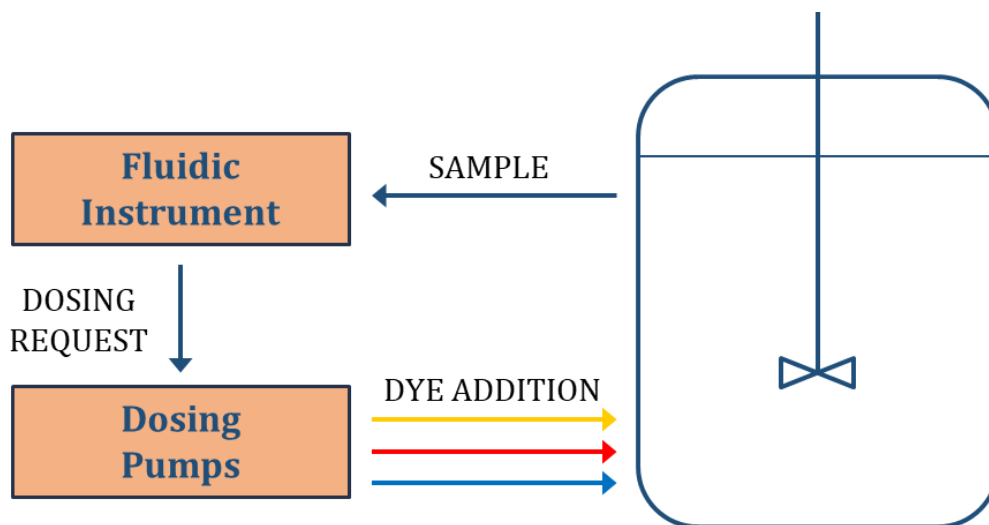 Fluidic
Instrument
SAMPLE
DOSING
REQUEST
Dosing
Pumps
DYE ADDITION